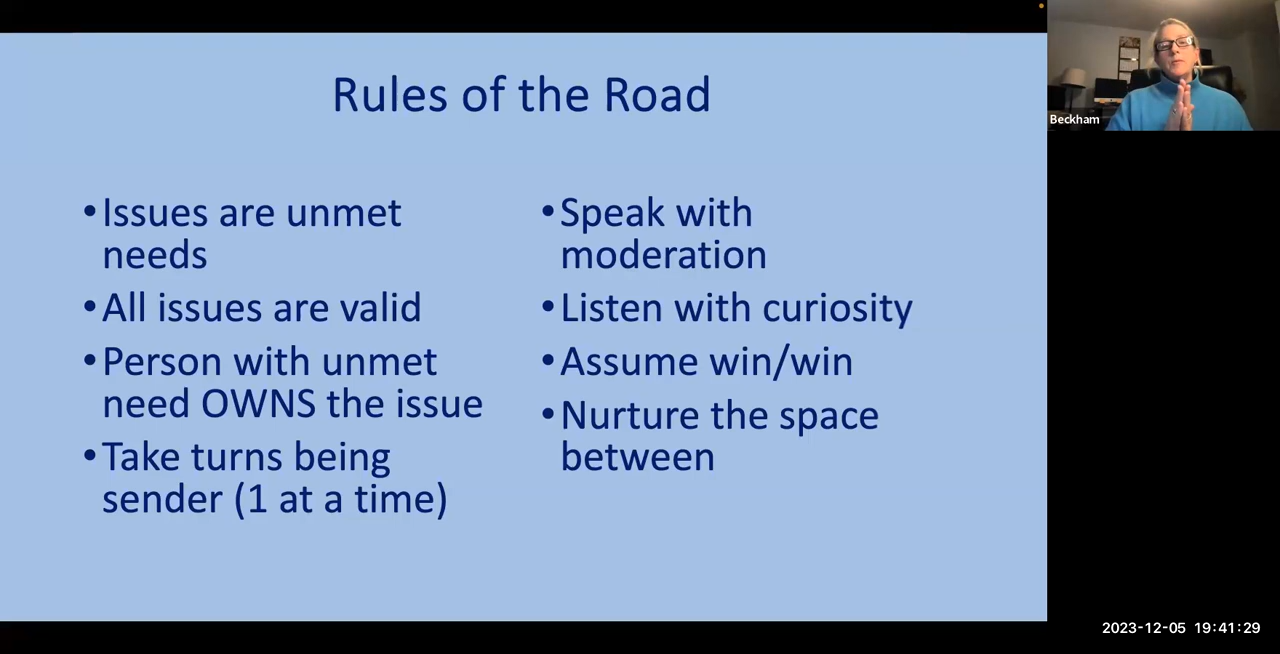 Rules of the Road
•Issues are unmet
needs
•All issues are valid
•Person with unmet
need OWNS the issue
•Take turns being
sender (1 at a time)
•Speak with
moderation
•Listen with curiosity
•Assume win/win
•Nurture the space
between
Beckham
2023-12-05 19:41:29